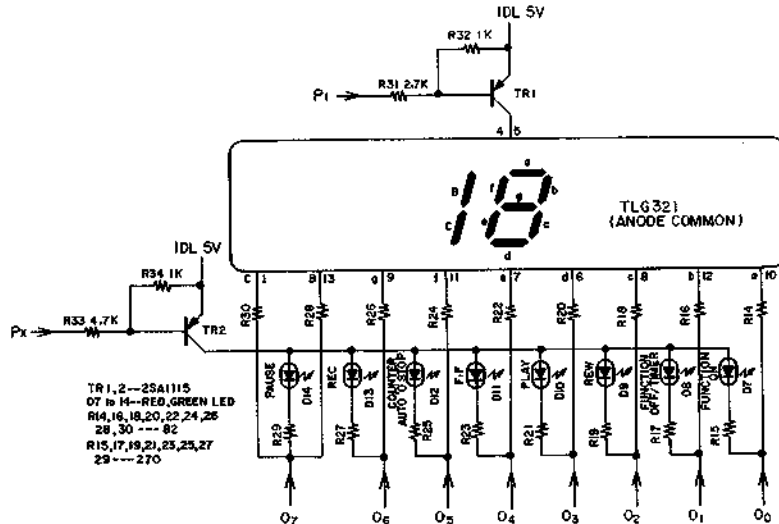 IDL 5V
R32 1K
R31 2.7K
P1
TR1
4 5
a
B f b
g
C e c
d
TLG321
(ANODE COMMON)
IDL 5V
C 1 B 13 g 9 f 11 e 7 d 6 c 8 b 12 a 10
R34 1K
R30 R28 R26 R24 R22 R20 R18 R16 R14
Px
R33 4.7K
TR2
PAUSE D14
REC D13
COUNTER AUTO STOP D12
F.F D11
PLAY D10
REW D9
FUNCTION OFF/TIMER D8
FUNCTION ON D7
TR1,2--2SA1115
D7 to 14--RED,GREEN LED
R14,16,18,20,22,24,26
28,30---82
R15,17,19,21,23,25,27
29---270
R29 R27 R25 R23 R21 R19 R17 R15
O7 O6 O5 O4 O3 O2 O1 O0